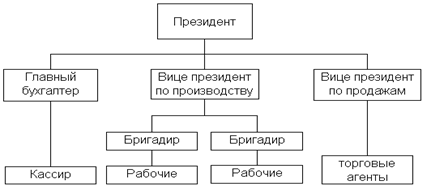 Президент
Главный
бухгалтер
Вице президент
по производству
Вице президент
по продажам
Бригадир
Бригадир
Кассир
Рабочие
Рабочие
торговые
агенты